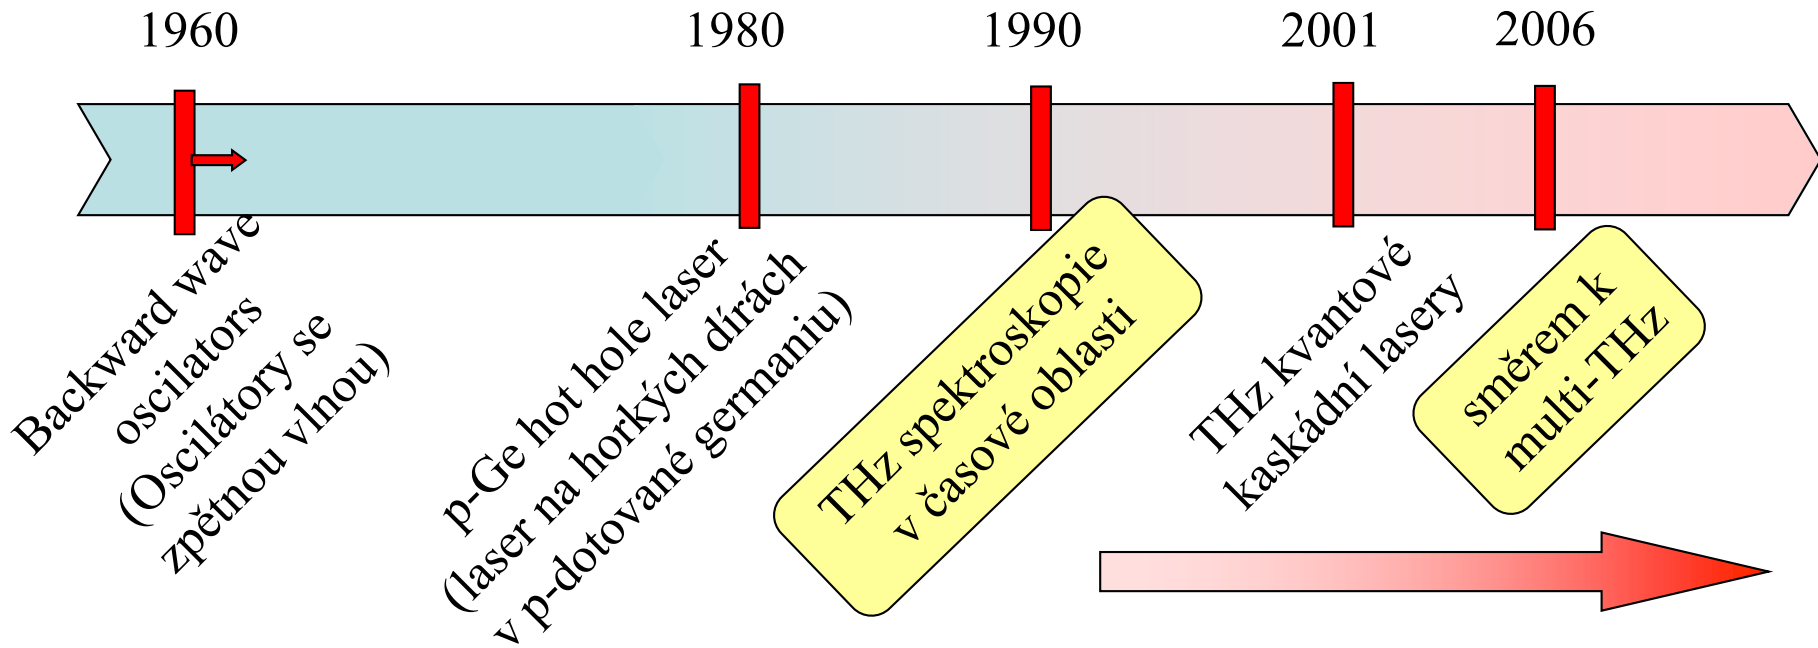 1960
1980
1990
2001
2006
Backward wave
oscilators
(Oscilátory se
zpětnou vlnou)
p-Ge hot hole laser
(laser na horkých dírách
v p-dotované germaniu)
THz spektroskopie
v časové oblasti
THz kvantové
kaskádní lasery
směrem k
multi-THz